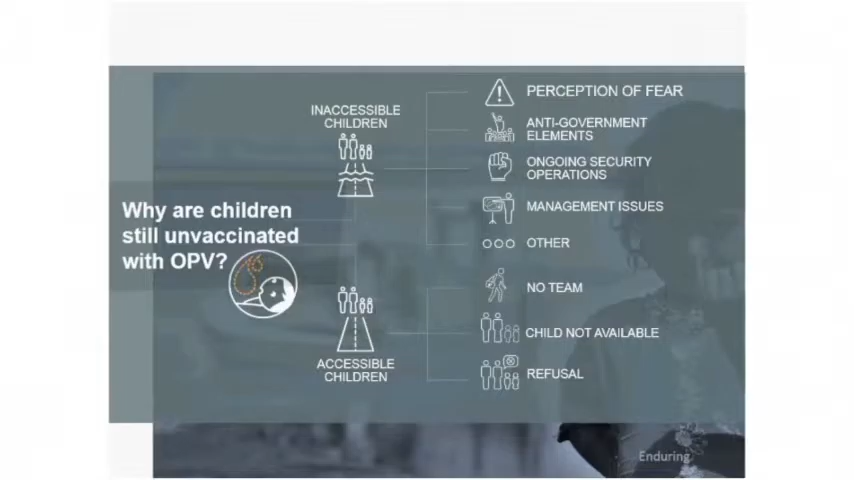 Why are children
still unvaccinated
with OPV?
INACCESSIBLE
CHILDREN
PERCEPTION OF FEAR
ANTI-GOVERNMENT
ELEMENTS
ONGOING SECURITY
OPERATIONS
MANAGEMENT ISSUES
OTHER
ACCESSIBLE
CHILDREN
NO TEAM
CHILD NOT AVAILABLE
REFUSAL
Enduring